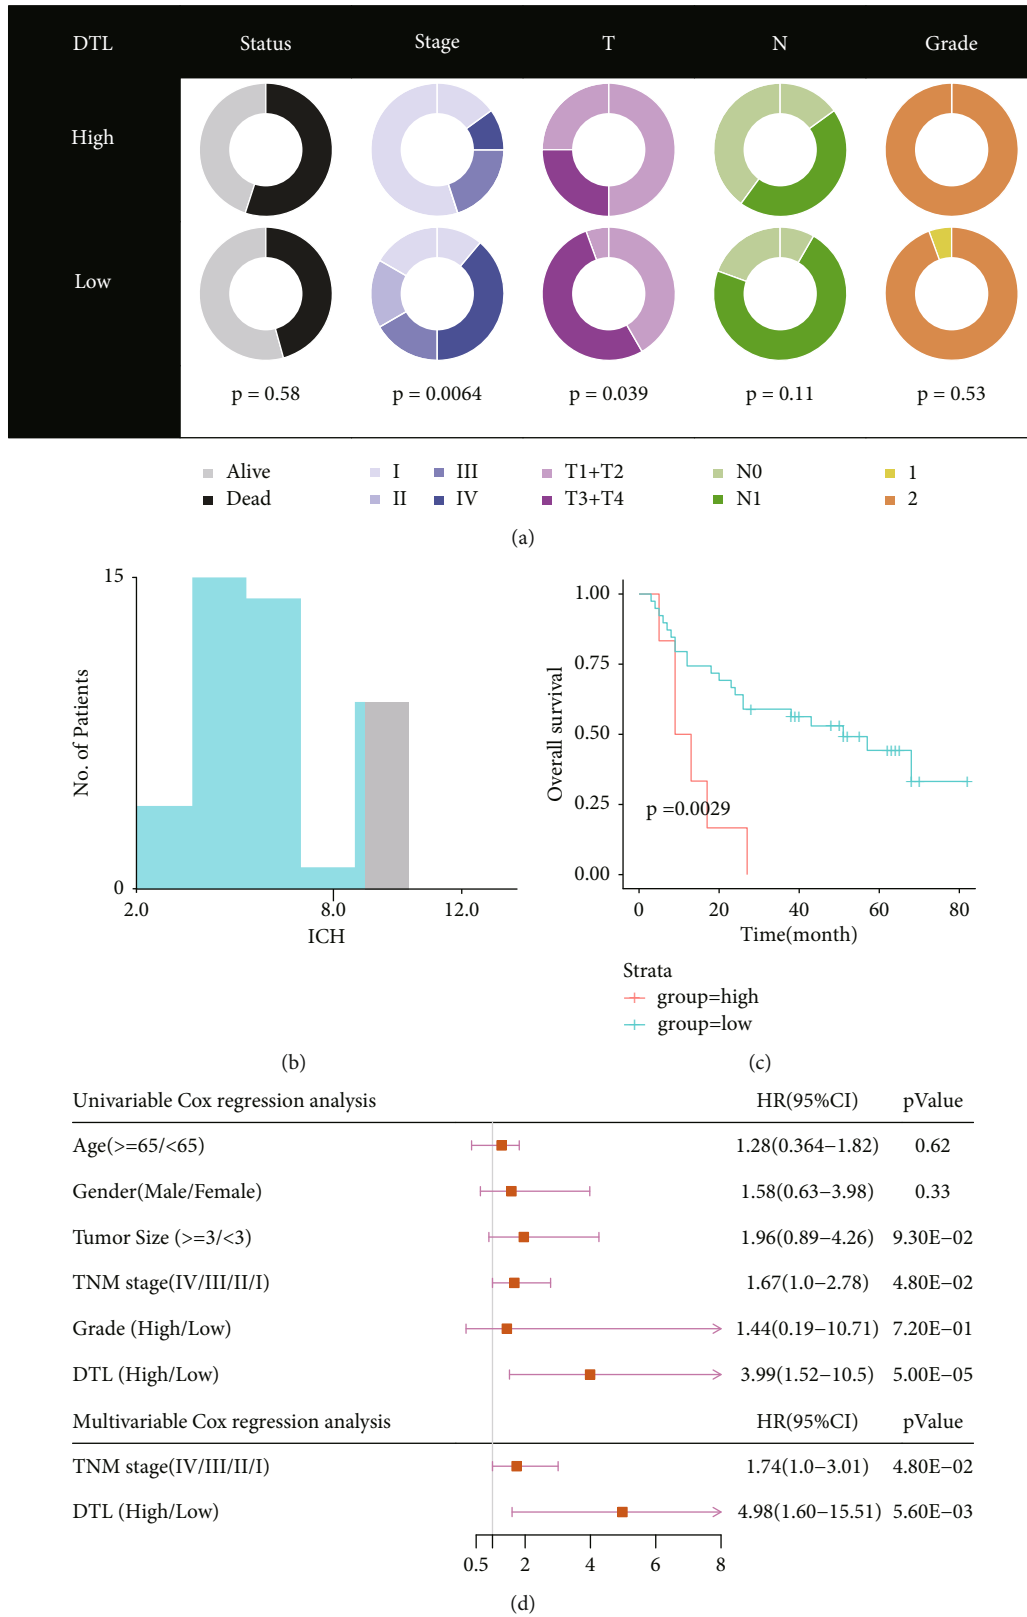 DTL Status Stage T N Grade
High
Low
p = 0.58 p = 0.0064 p = 0.039 p = 0.11 p = 0.53
Alive I III T1+T2 N0 1
Dead II IV T3+T4 N1 2
(a)
15
No. of Patients
0
2.0 8.0 12.0
ICH
(b)
1.00
0.75
0.50
0.25
0.00
Overall survival
p =0.0029
0 20 40 60 80
Time(month)
Strata
group=high
group=low
(c)
Univariable Cox regression analysis HR(95%CI) pValue
Age(>=65/<65) 1.28(0.364−1.82) 0.62
Gender(Male/Female) 1.58(0.63−3.98) 0.33
Tumor Size (>=3/<3) 1.96(0.89−4.26) 9.30E−02
TNM stage(IV/III/II/I) 1.67(1.0−2.78) 4.80E−02
Grade (High/Low) 1.44(0.19−10.71) 7.20E−01
DTL (High/Low) 3.99(1.52−10.5) 5.00E−05
Multivariable Cox regression analysis HR(95%CI) pValue
TNM stage(IV/III/II/I) 1.74(1.0−3.01) 4.80E−02
DTL (High/Low) 4.98(1.60−15.51) 5.60E−03
0.5 2 4 6 8
(d)